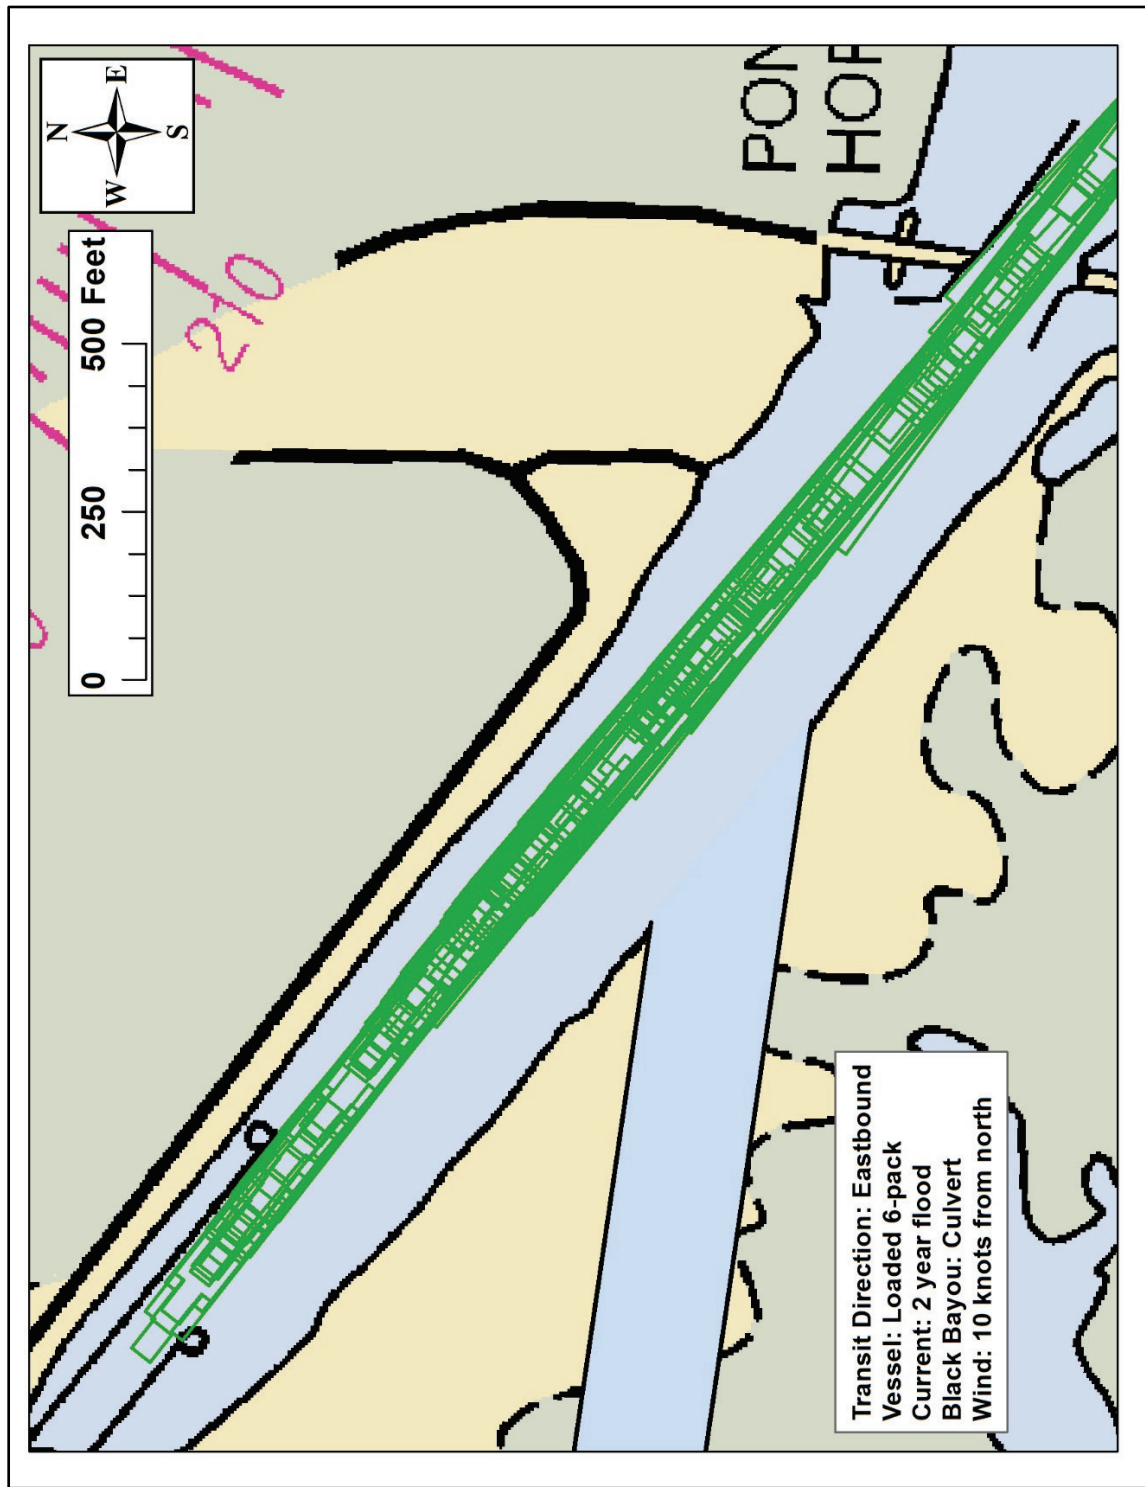 N
W E
S
0 250 500 Feet
210
PON
HOF
Transit Direction: Eastbound
Vessel: Loaded 6-pack
Current: 2 year flood
Black Bayou: Culvert
Wind: 10 knots from north